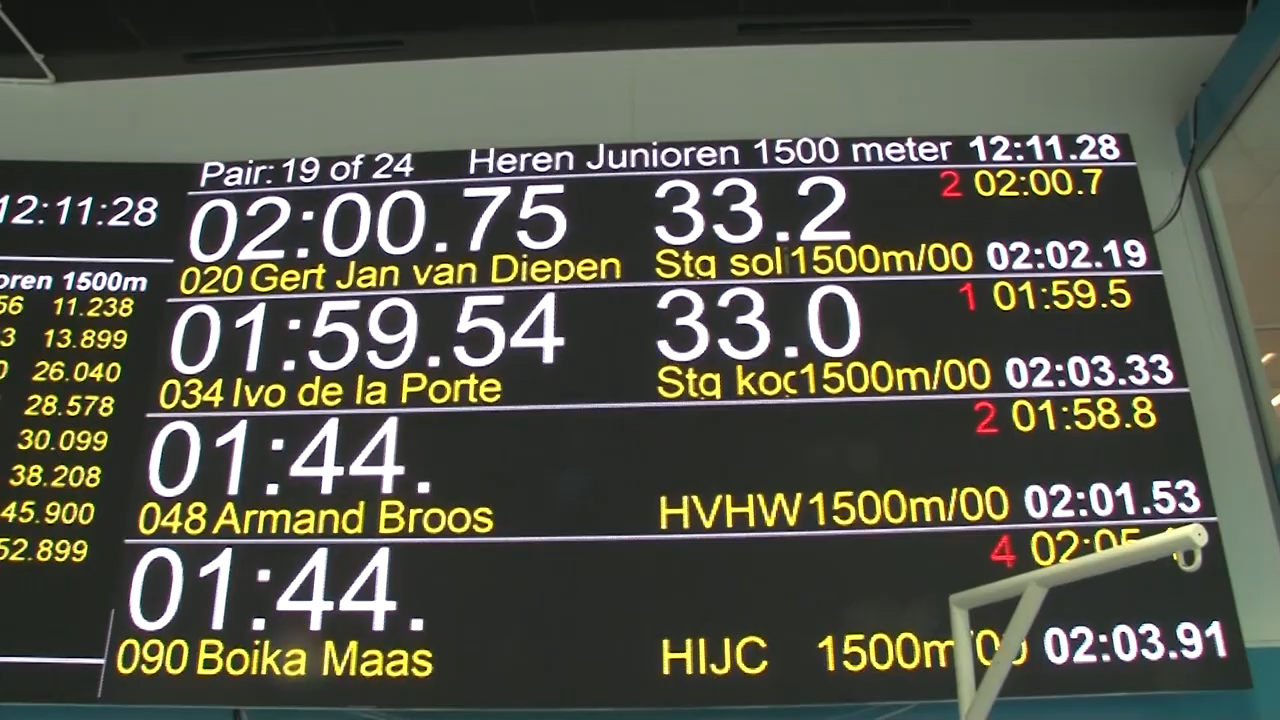 Pair: 19 of 24 Heren Junioren 1500 meter 12:11.28
02:00.75 33.2 2 02:00.7
020 Gert Jan van Diepen Stg sol 1500m/00 02:02.19
01:59.54 33.0 1 01:59.5
034 Ivo de la Porte Stg koc 1500m/00 02:03.33
01:44. 2 01:58.8
048 Armand Broos HVHW 1500m/00 02:01.53
01:44. 4
090 Boika Maas HIJC 1500m/00 02:03.91
12:11:28
oren 1500m
56 11.238
3 13.899
0 26.040
28.578
30.099
38.208
45.900
52.899